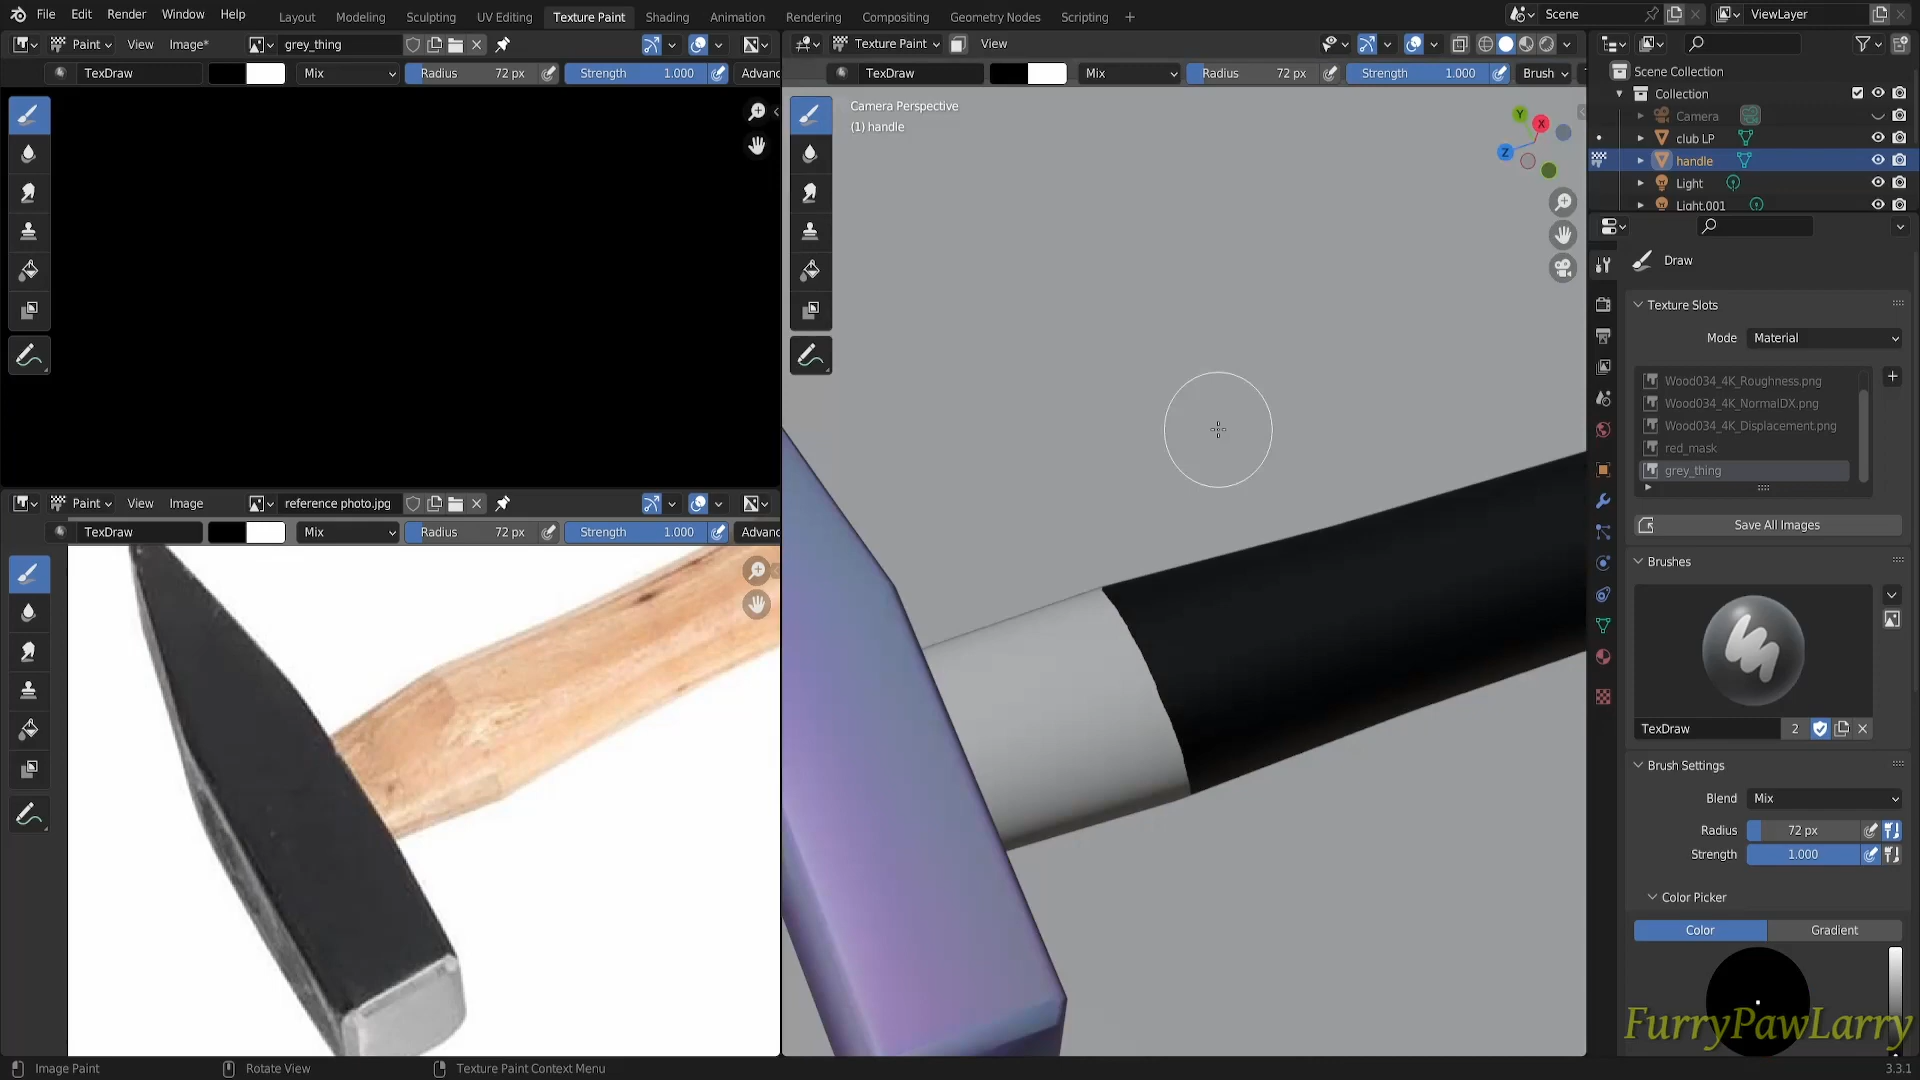 File Edit Render Window Help Layout Modeling Sculpting UV Editing Texture Paint Shading Animation Rendering Compositing Geometry Nodes Scripting + Scene ViewLayer
Paint View Image* grey_thing
TexDraw Mix Radius 72 px Strength 1.000 Advanc
Paint View Image reference photo.jpg
TexDraw Mix Radius 72 px Strength 1.000 Advanc
Texture Paint View
TexDraw Mix Radius 72 px Strength 1.000 Brush
Camera Perspective
(1) handle
Y X
Z
Scene Collection
Collection
Camera
club LP
handle
Light
Light.001
Draw
Texture Slots
Mode Material
Wood034_4K_Roughness.png
Wood034_4K_NormalDX.png
Wood034_4K_Displacement.png
red_mask
grey_thing
Save All Images
Brushes
TexDraw 2
Brush Settings
Blend Mix
Radius 72 px
Strength 1.000
Color Picker
Color Gradient
FurryPawLarry
Image Paint Rotate View Texture Paint Context Menu 3.3.1